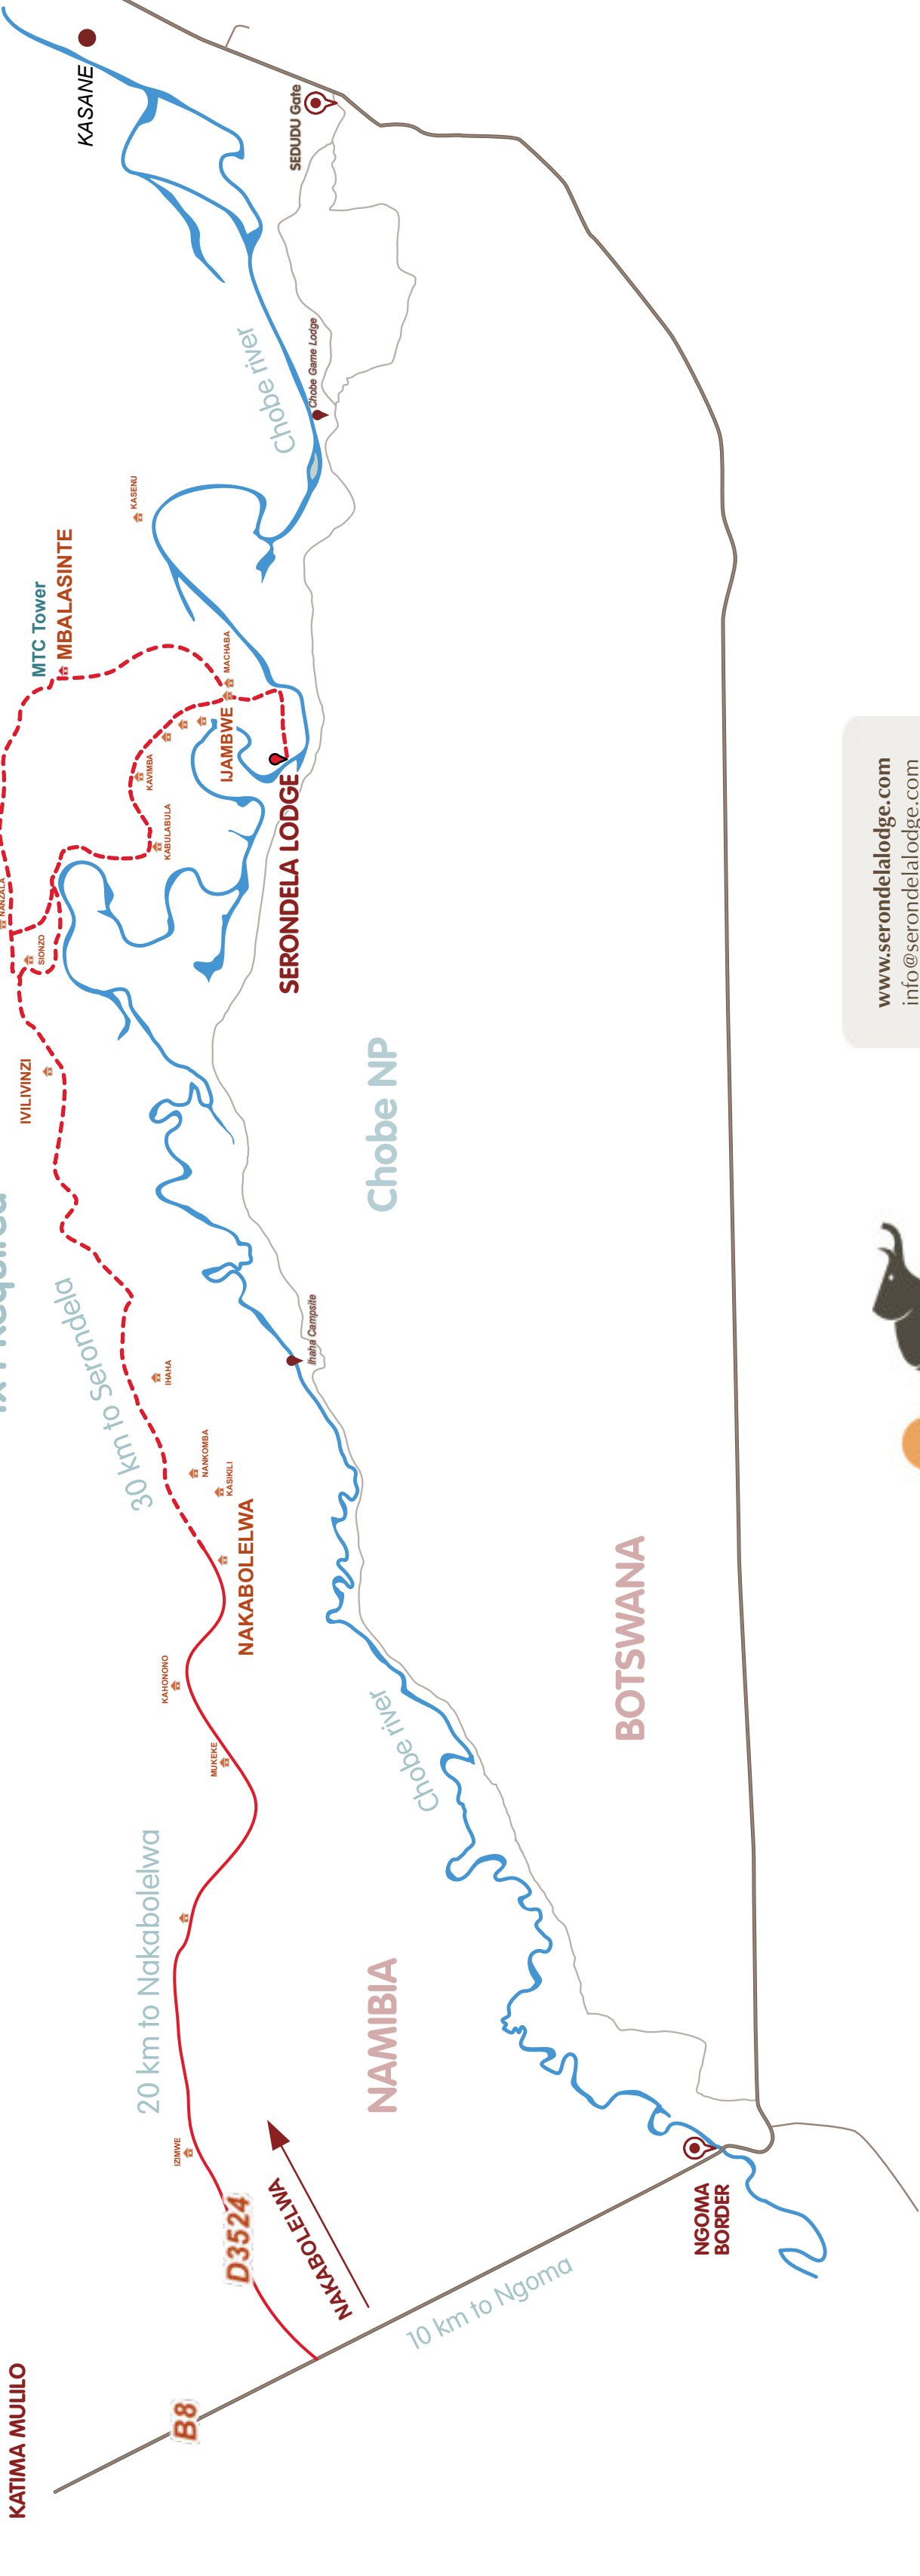 KATIMA MULILO
B8
D3524
NAKABOLELWA
10 km to Ngoma
NGOMA
BORDER
IZIMWE
20 km to Nakabolelwa
NAMIBIA
MUKEKE
KAHONONO
Chobe river
NAKABOLELWA
BOTSWANA
KASIKILI
NANKOMBA
IHAHA
30 km to Serondela
Ihaha Campsite
IVILIVINZI
Chobe NP
SIONZO
NANZALA
SERONDELA LODGE
KABULABULA
KAVIMBA
IJAMBWE
MACHABA
MTC Tower
MBALASINTE
KASENU
Chobe river
Chobe Game Lodge
SEDUDU Gate
KASANE
www.serondelalodge.com
info@serondelalodge.com